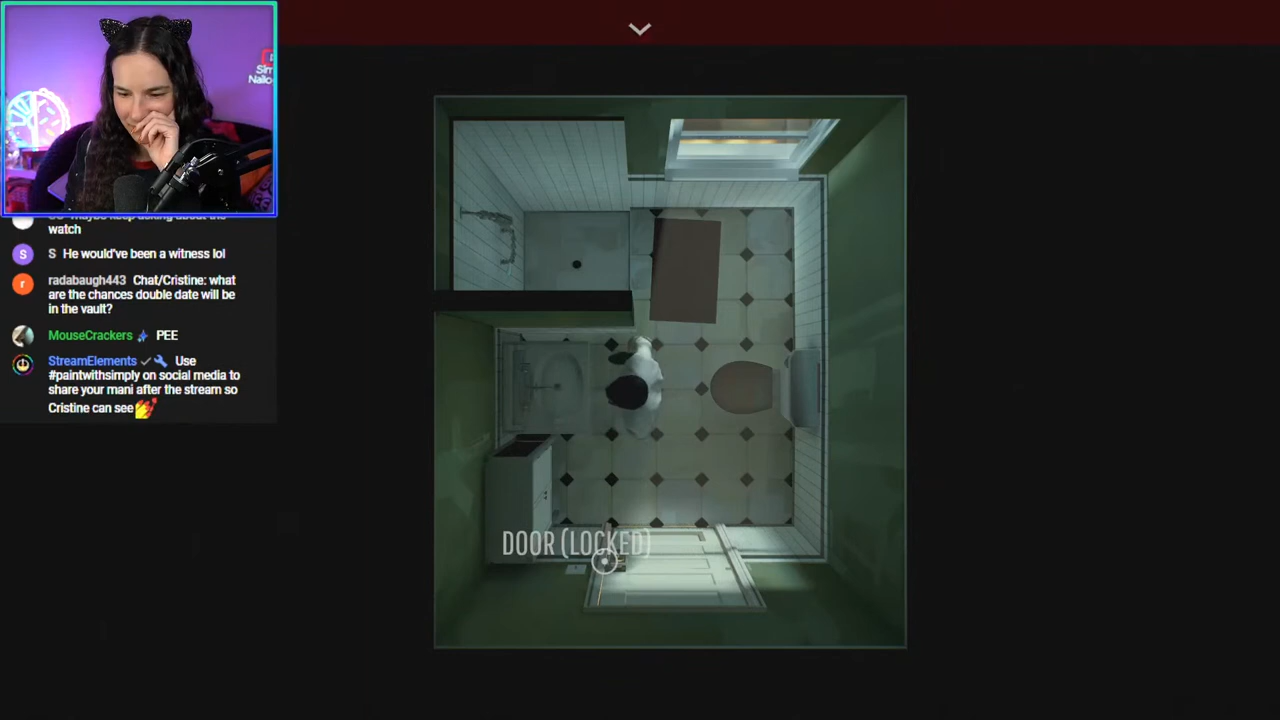 Sim
Nailo
watch
S He would've been a witness lol
radabaugh443 Chat/Cristine: what
are the chances double date will be
in the vault?
MouseCrackers PEE
StreamElements Use
#paintwithsimply on social media to
share your mani after the stream so
Cristine can see
S
r
DOOR (LOCKED)